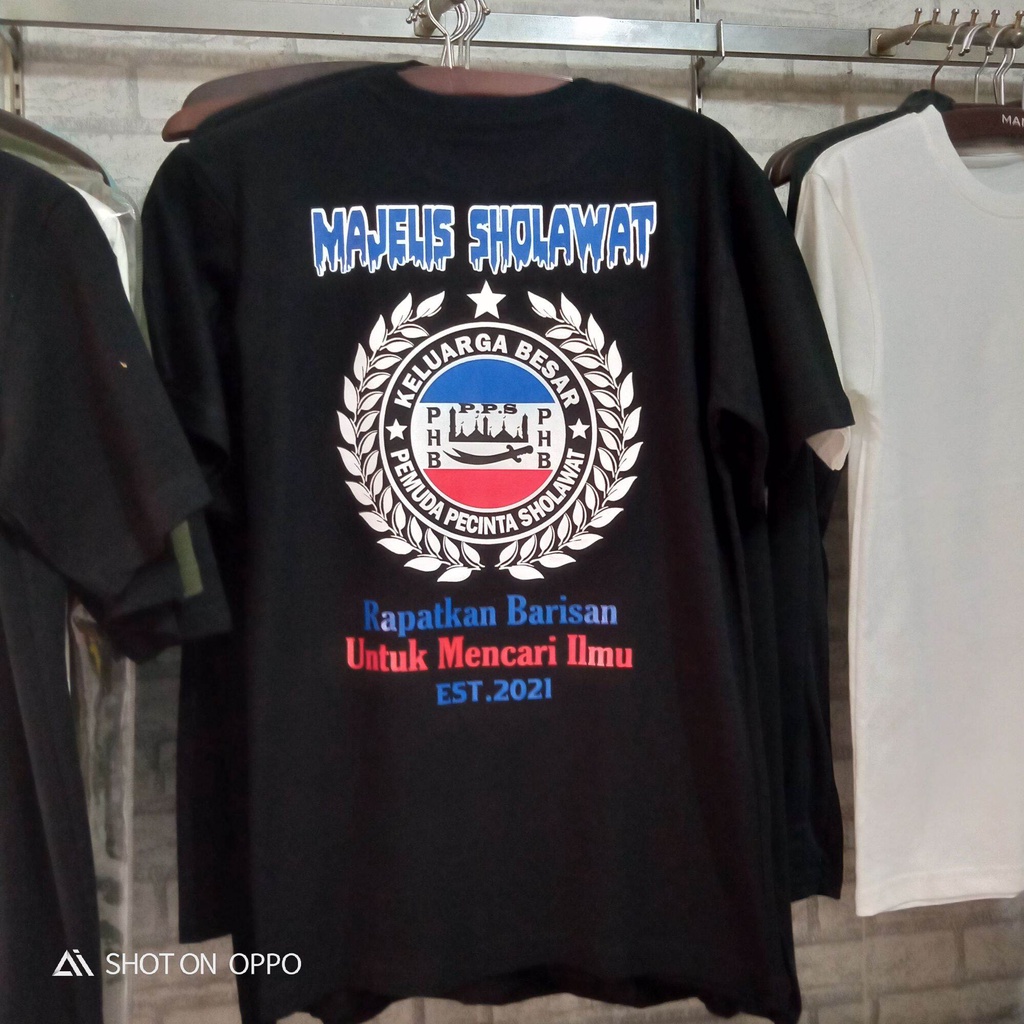 MAJELIS SHOLAWAT
KELUARGA BESAR
P.P.S
PHB
PHB
PEMUDA PECINTA SHOLAWAT
Rapatkan Barisan
Untuk Mencari Ilmu
EST.2021
SHOT ON OPPO